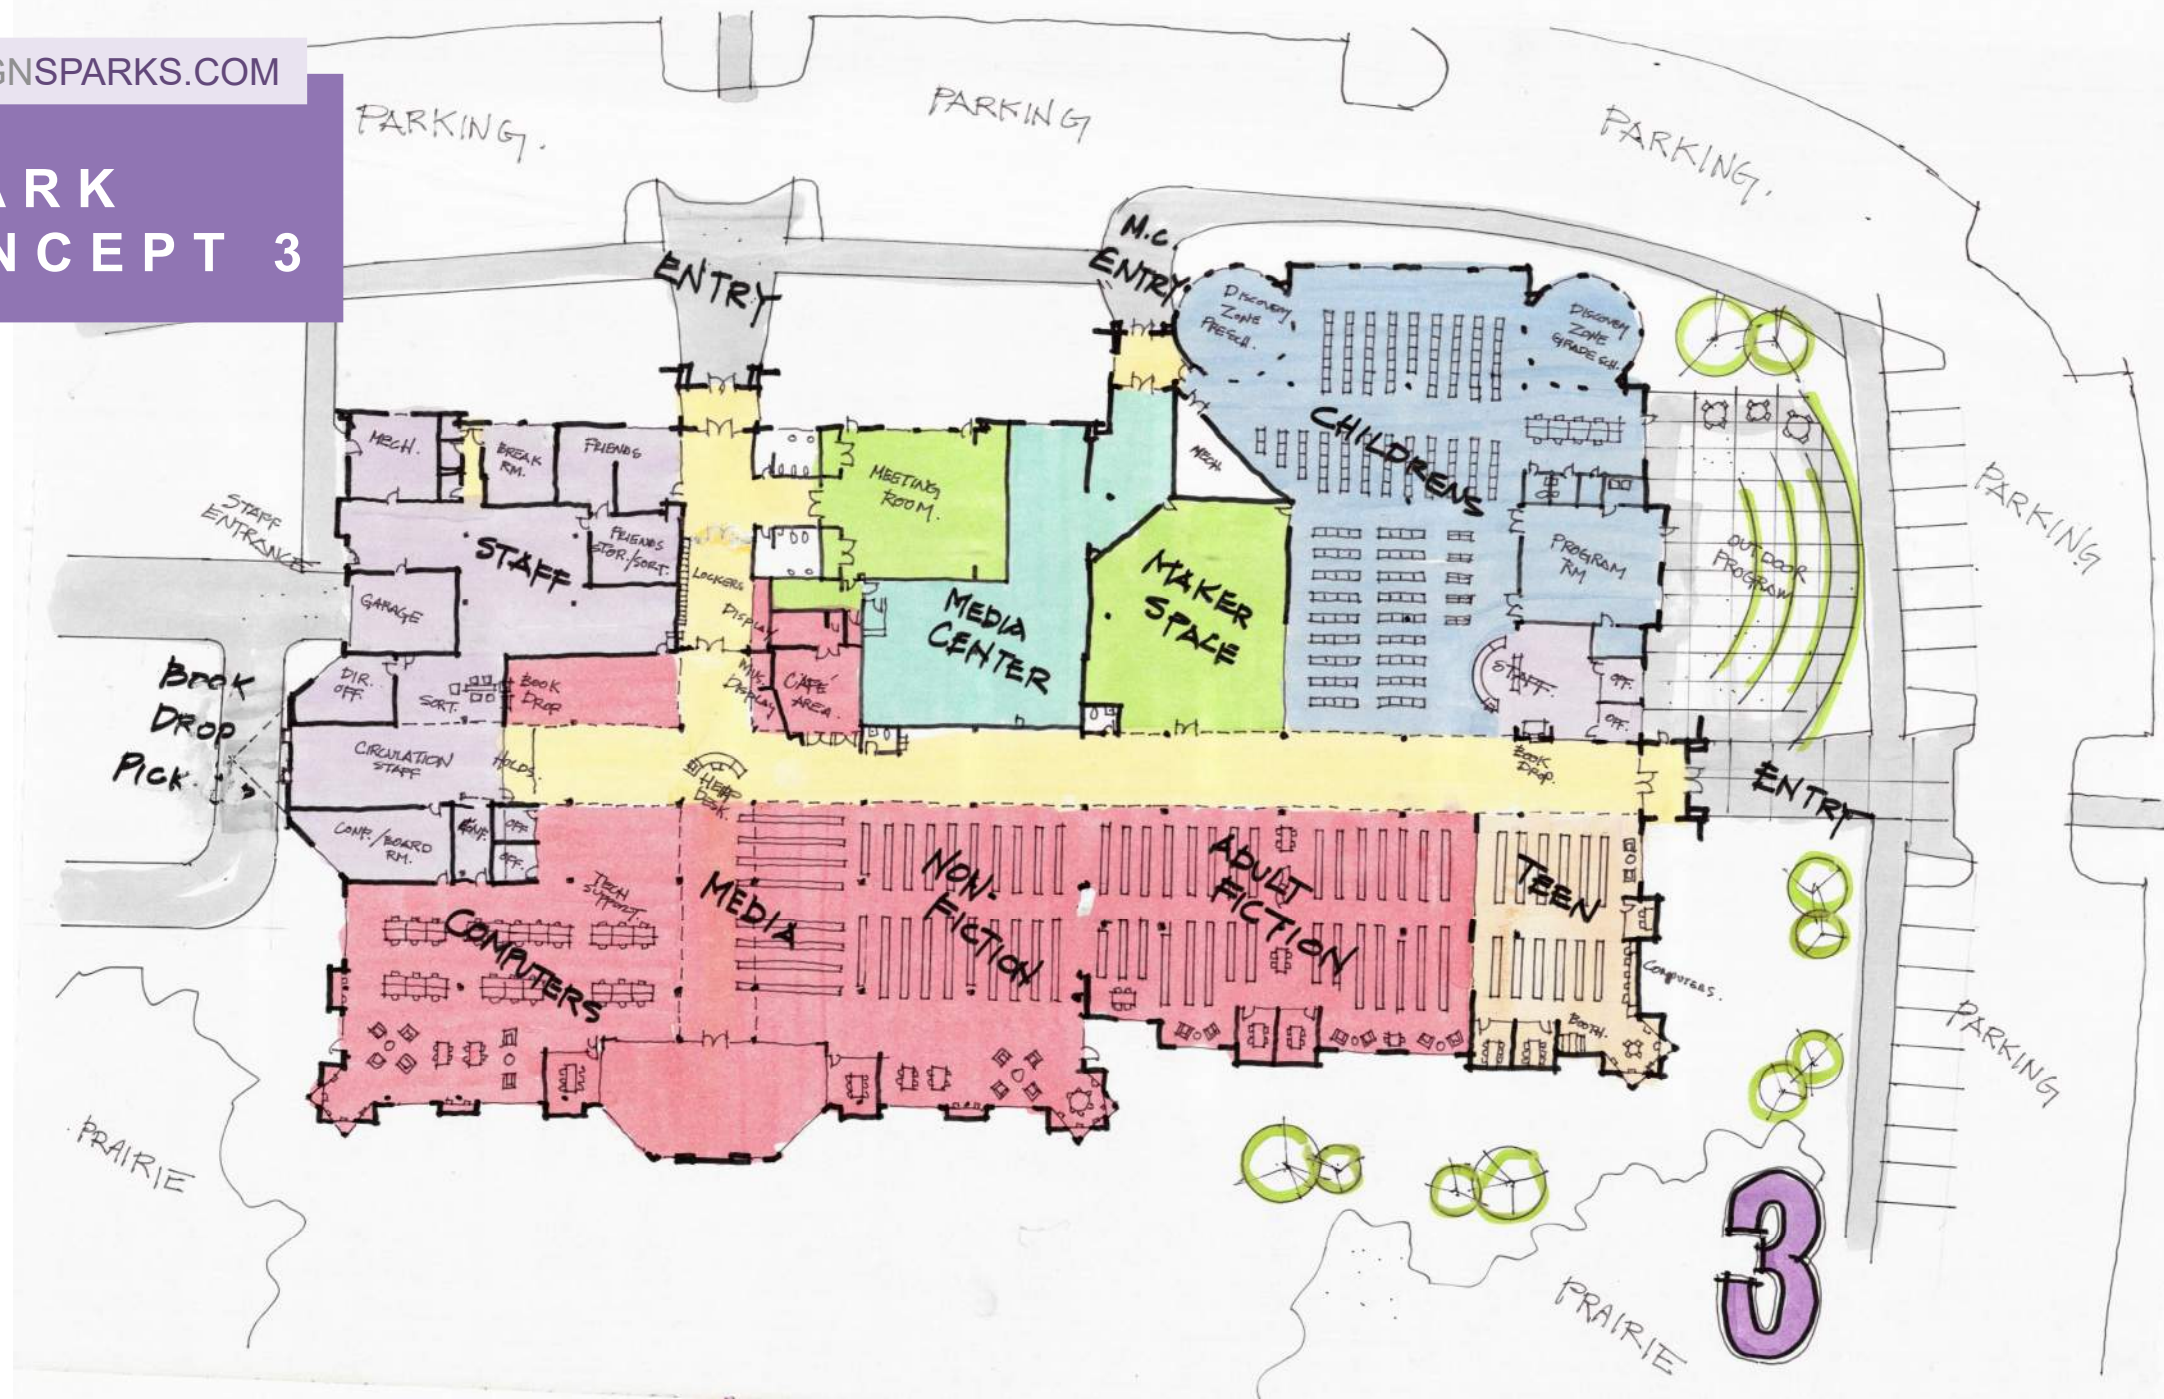 GNSPARKS.COM
ARK
NCEPT 3
PARKING.
PARKING
PARKING.
ENTRY
M.C.
ENTRY
DISCOVERY
ZONE
PRESCH.
DISCOVERY
ZONE
GRADE SCH.
CHILDRENS
MECH.
BREAK
RM.
FRIENDS
MEETING
ROOM.
MECH.
STAFF
ENTRANCE
STAFF
FRIENDS
STOR./SORT.
LOCKERS
DISPLAY
GARAGE
MEDIA
CENTER
MAKER
SPACE
PROGRAM
RM
OUTDOOR
PROGRAM
PARKING
BOOK
DROP
PICK
DIR.
OFF.
SORT.
BOOK
DROP
DISPLAY
CAFÉ
AREA.
STAFF.
OFF.
OFF.
CIRCULATION
STAFF
HOLDS.
HELP
DESK.
BOOK
DROP.
ENTRY
CONF./BOARD
RM.
CONF.
OFF.
OFF.
TECH
SUPPORT.
COMPUTERS
MEDIA
NON-
FICTION
ADULT
FICTION
TEEN
COMPUTERS.
BOOTH.
PARKING
PRAIRIE
PRAIRIE
3